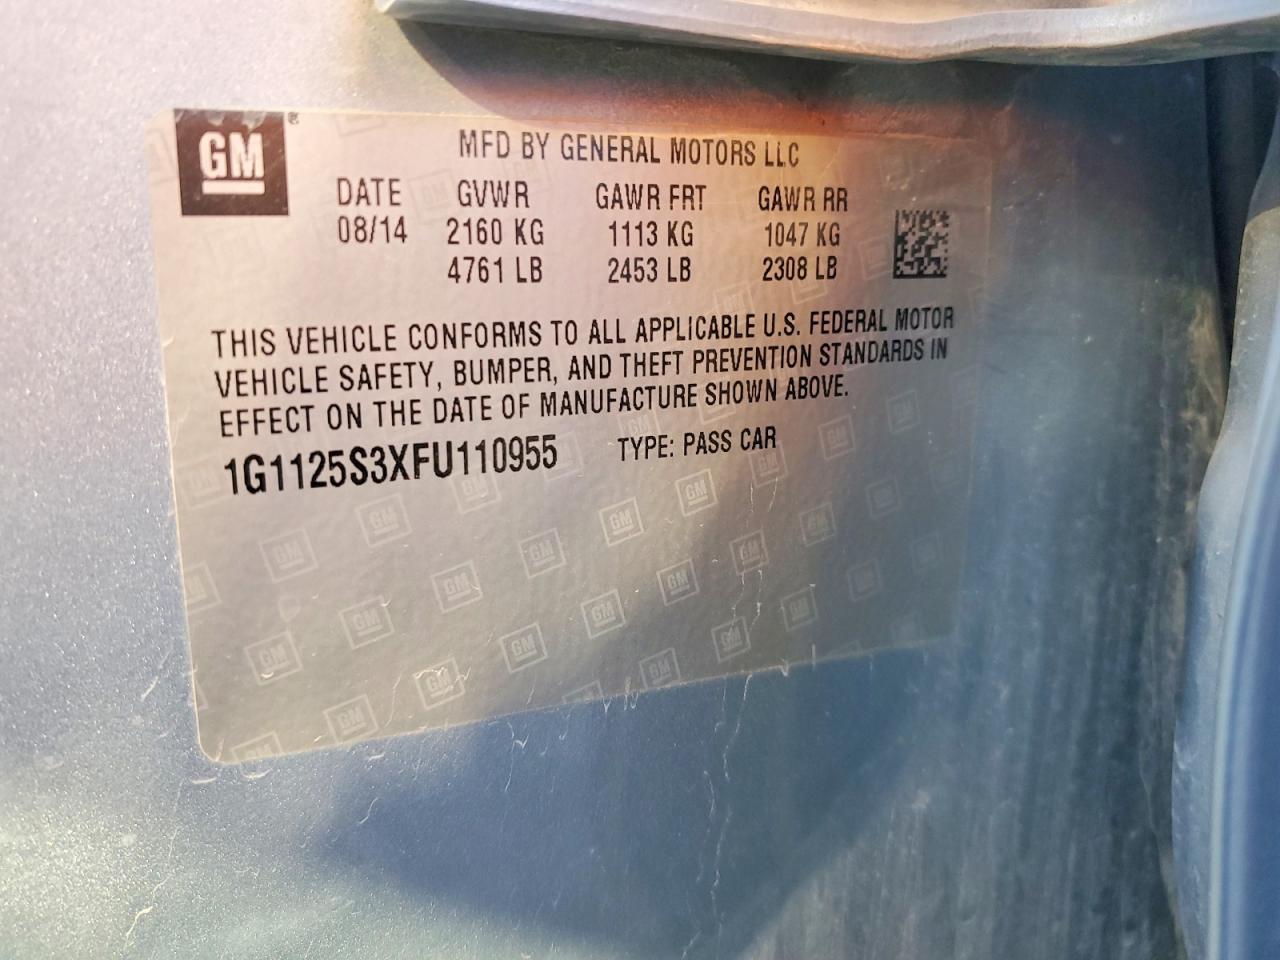 GM®
MFD BY GENERAL MOTORS LLC
DATE GVWR GAWR FRT GAWR RR
08/14 2160 KG 1113 KG 1047 KG
4761 LB 2453 LB 2308 LB
THIS VEHICLE CONFORMS TO ALL APPLICABLE U.S. FEDERAL MOTOR
VEHICLE SAFETY, BUMPER, AND THEFT PREVENTION STANDARDS IN
EFFECT ON THE DATE OF MANUFACTURE SHOWN ABOVE.
1G1125S3XFU110955 TYPE: PASS CAR